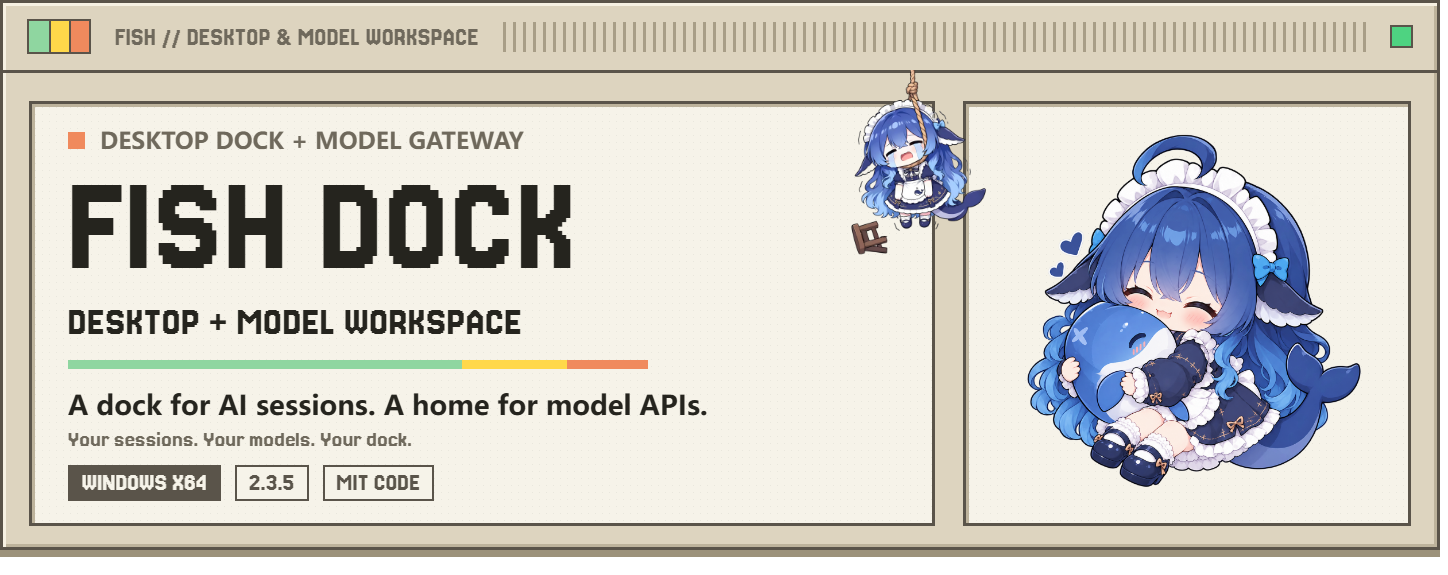 FISH // DESKTOP & MODEL WORKSPACE
DESKTOP DOCK + MODEL GATEWAY
FISH DOCK
DESKTOP + MODEL WORKSPACE
A dock for AI sessions. A home for model APIs.
Your sessions. Your models. Your dock.
WINDOWS X64
2.3.5
MIT CODE